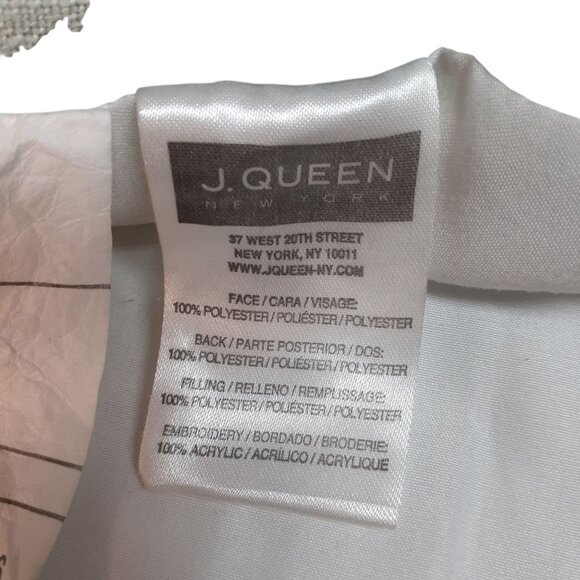 J. QUEEN
NEW YORK
37 WEST 20TH STREET
NEW YORK, NY 10011
WWW.JQUEEN-NY.COM
FACE / CARA / VISAGE:
100% POLYESTER / POLIÉSTER / POLYESTER
BACK / PARTE POSTERIOR / DOS:
100% POLYESTER / POLIÉSTER / POLYESTER
FILLING / RELLENO / REMPLISSAGE:
100% POLYESTER / POLIÉSTER / POLYESTER
EMBROIDERY / BORDADO / BRODERIE:
100% ACRYLIC / ACRÍLICO / ACRYLIQUE